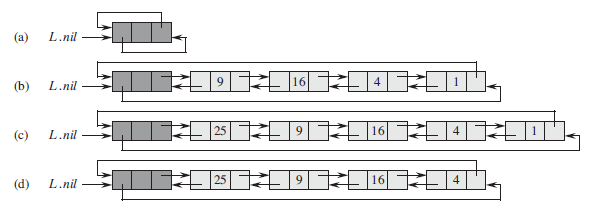 (a) L.nil
(b) L.nil 9 16 4 1
(c) L.nil 25 9 16 4 1
(d) L.nil 25 9 16 4